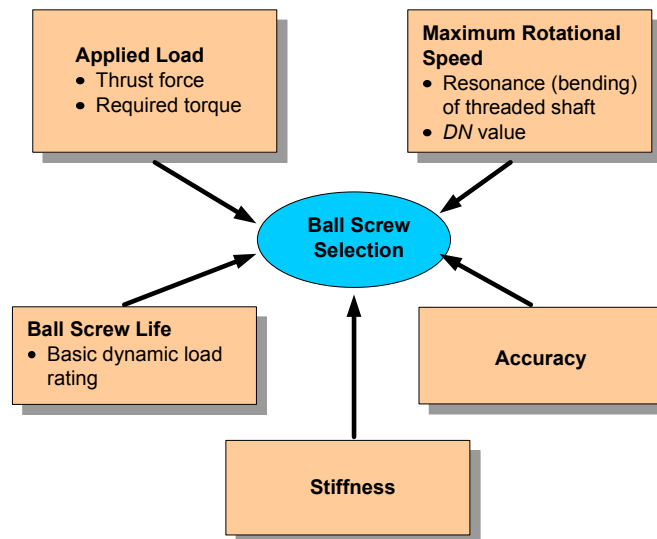 Applied Load
• Thrust force
• Required torque
Maximum Rotational
Speed
• Resonance (bending)
of threaded shaft
• DN value
Ball Screw
Selection
Ball Screw Life
• Basic dynamic load
rating
Accuracy
Stiffness